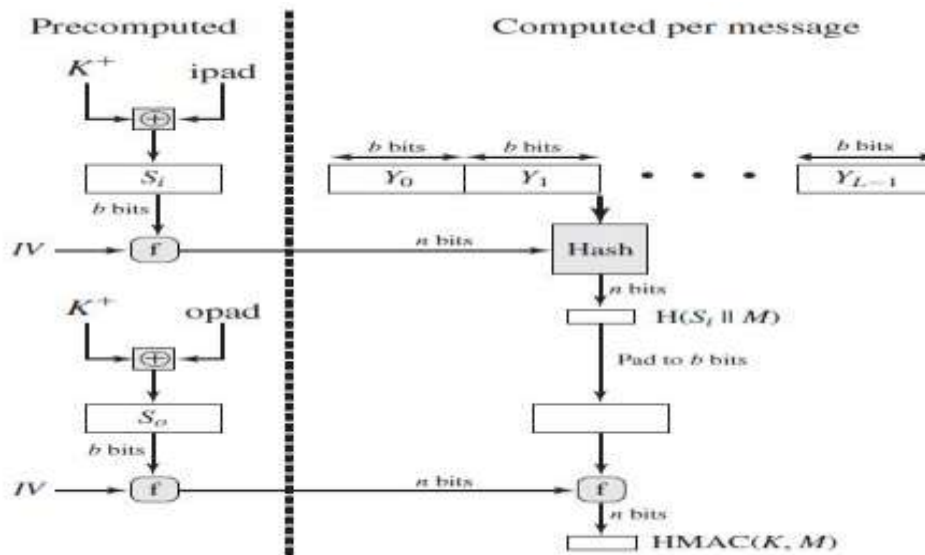 Precomputed
Computed per message
K+ ipad
⊕
b bits b bits b bits
Si
Y0 Y1 • • • YL−1
b bits
IV f n bits Hash
n bits
K+ opad
H(Si || M)
⊕
Pad to b bits
So
b bits
IV f n bits f
n bits
HMAC(K, M)